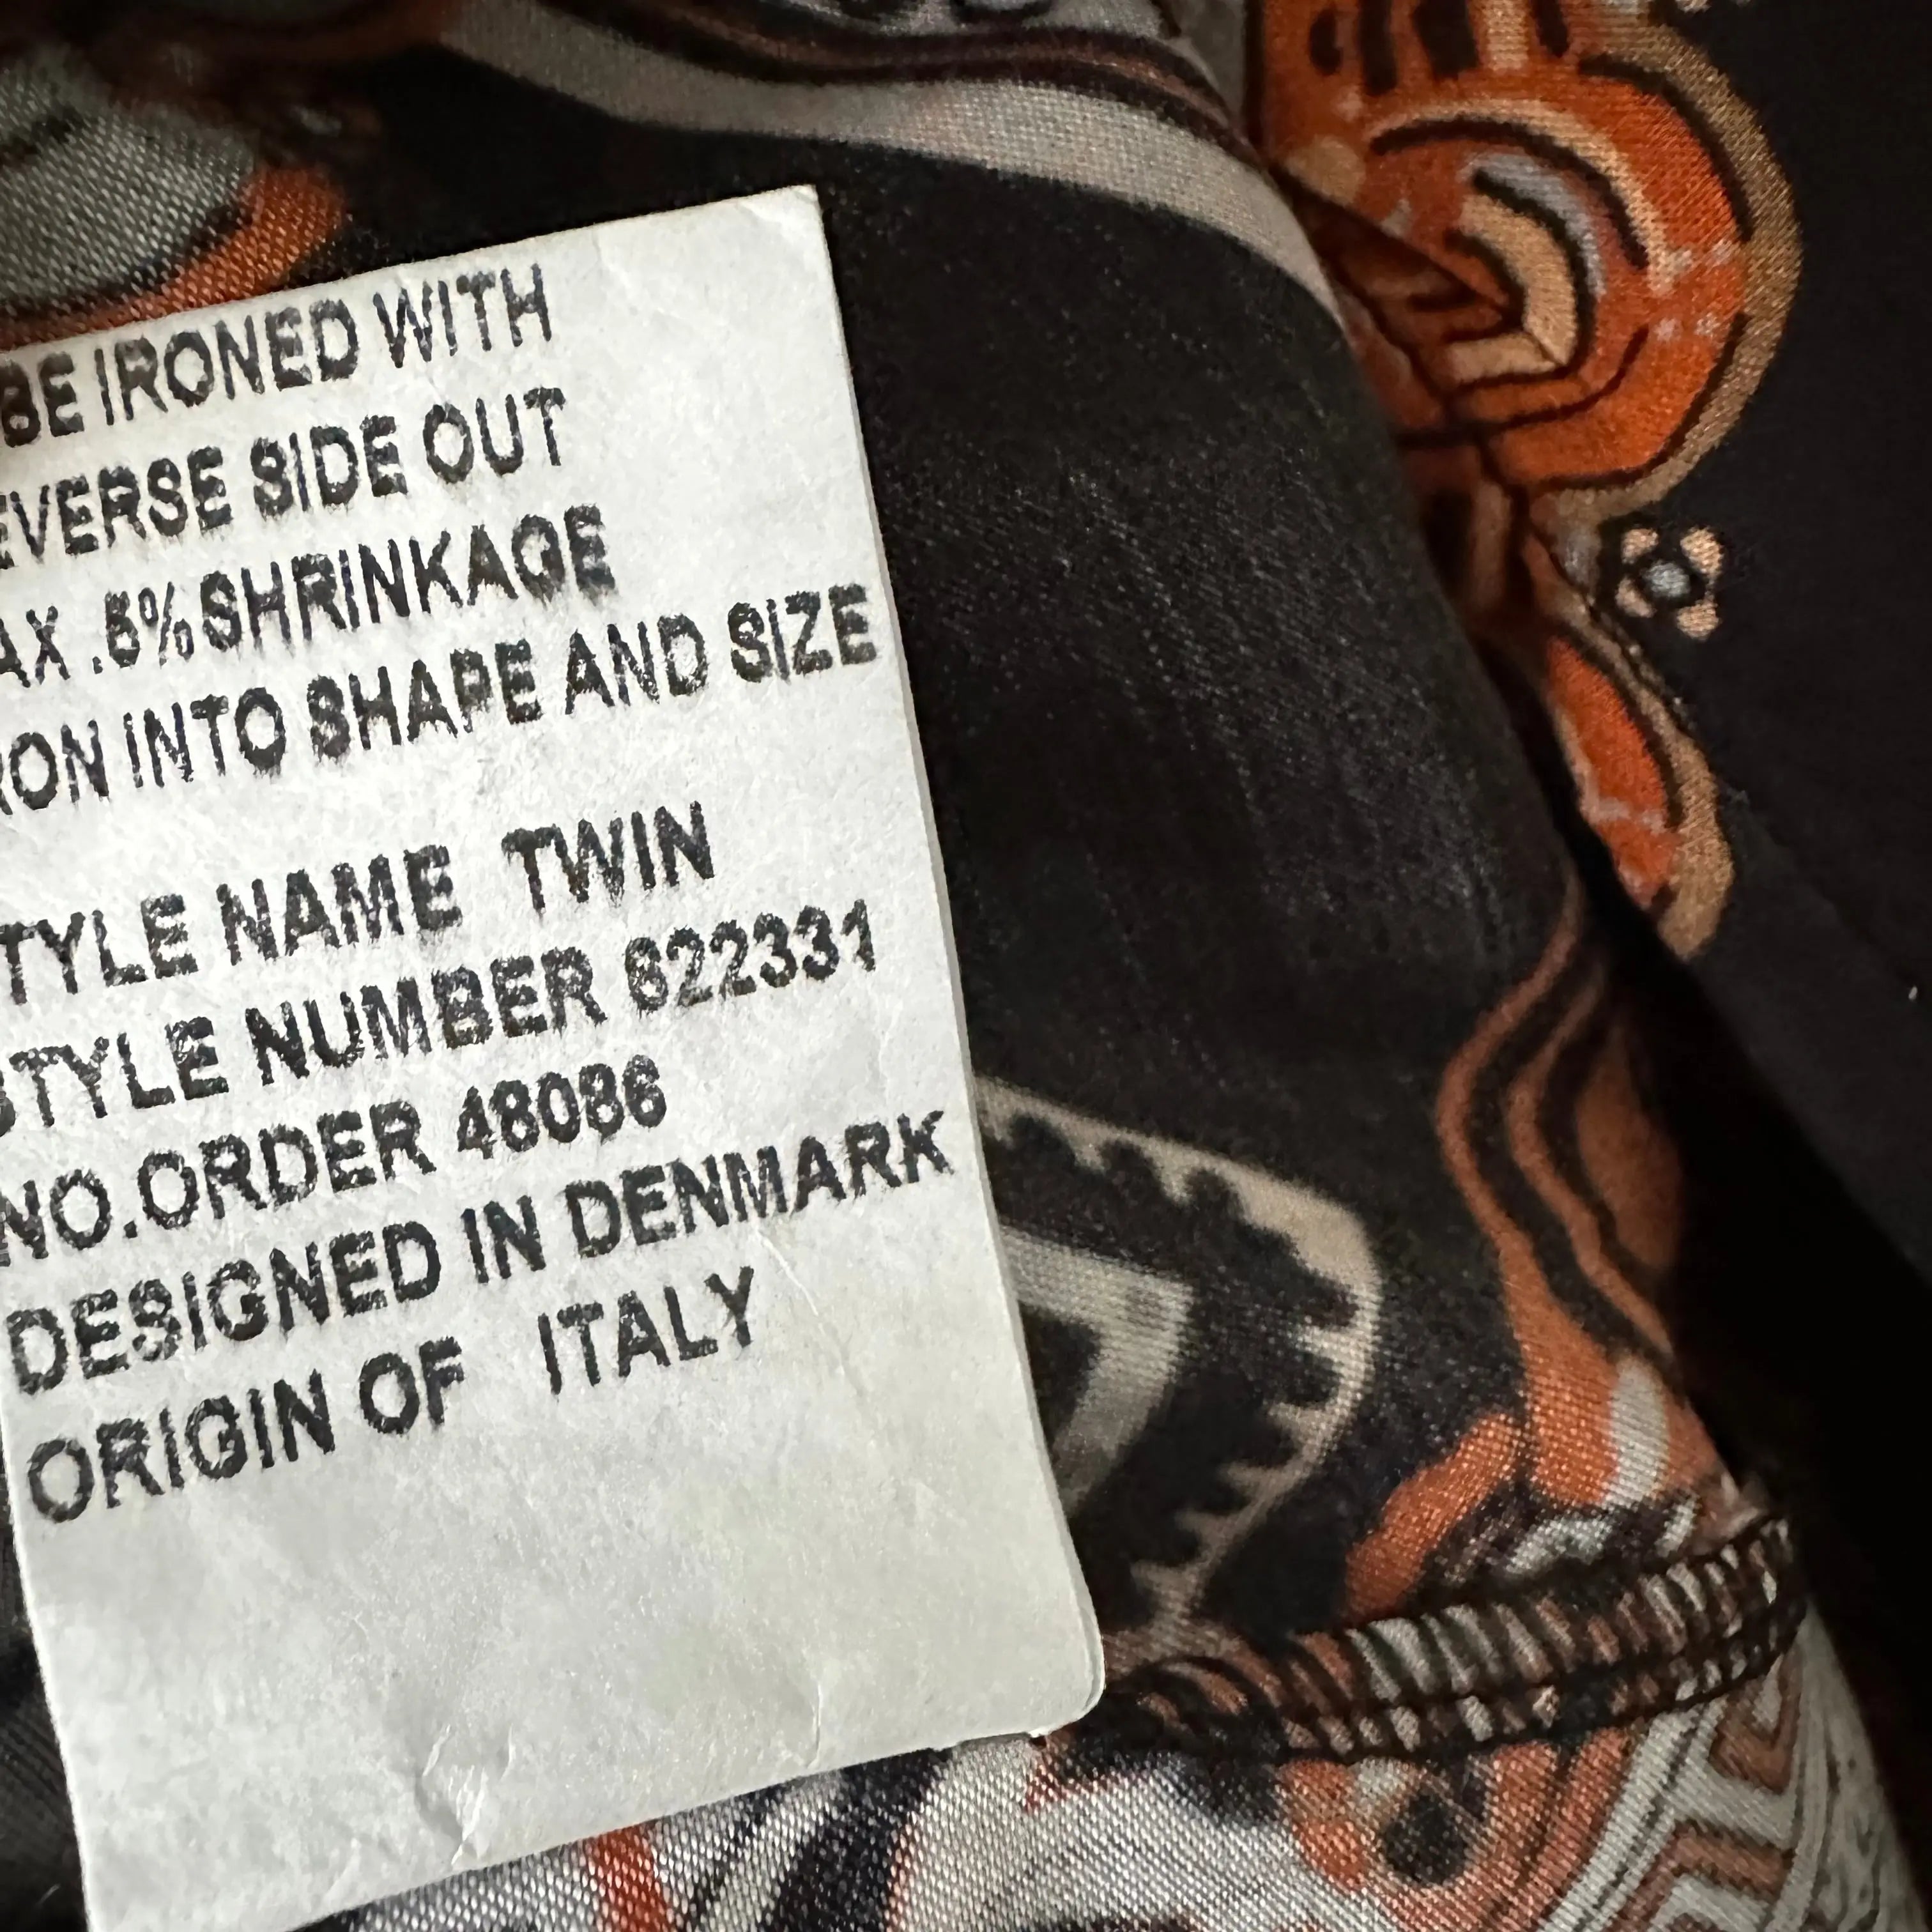 BE IRONED WITH
EVERSE SIDE OUT
AX .5% SHRINKAGE
RON INTO SHAPE AND SIZE
TYLE NAME TWIN
STYLE NUMBER 622331
NO.ORDER 48086
DESIGNED IN DENMARK
ORIGIN OF ITALY